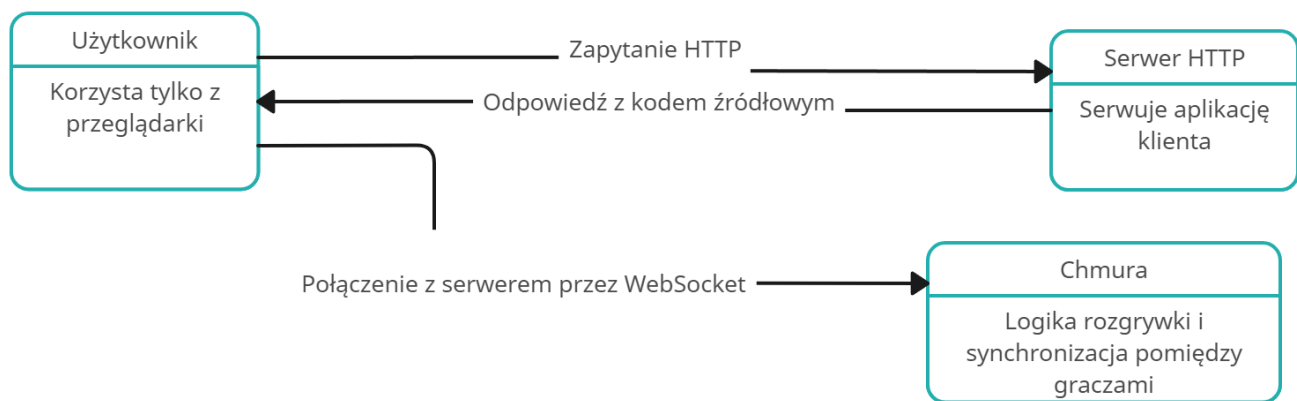 Użytkownik
Korzysta tylko z
przeglądarki
Zapytanie HTTP
Odpowiedź z kodem źródłowym
Serwer HTTP
Serwuje aplikację
klienta
Połączenie z serwerem przez WebSocket
Chmura
Logika rozgrywki i
synchronizacja pomiędzy
graczami